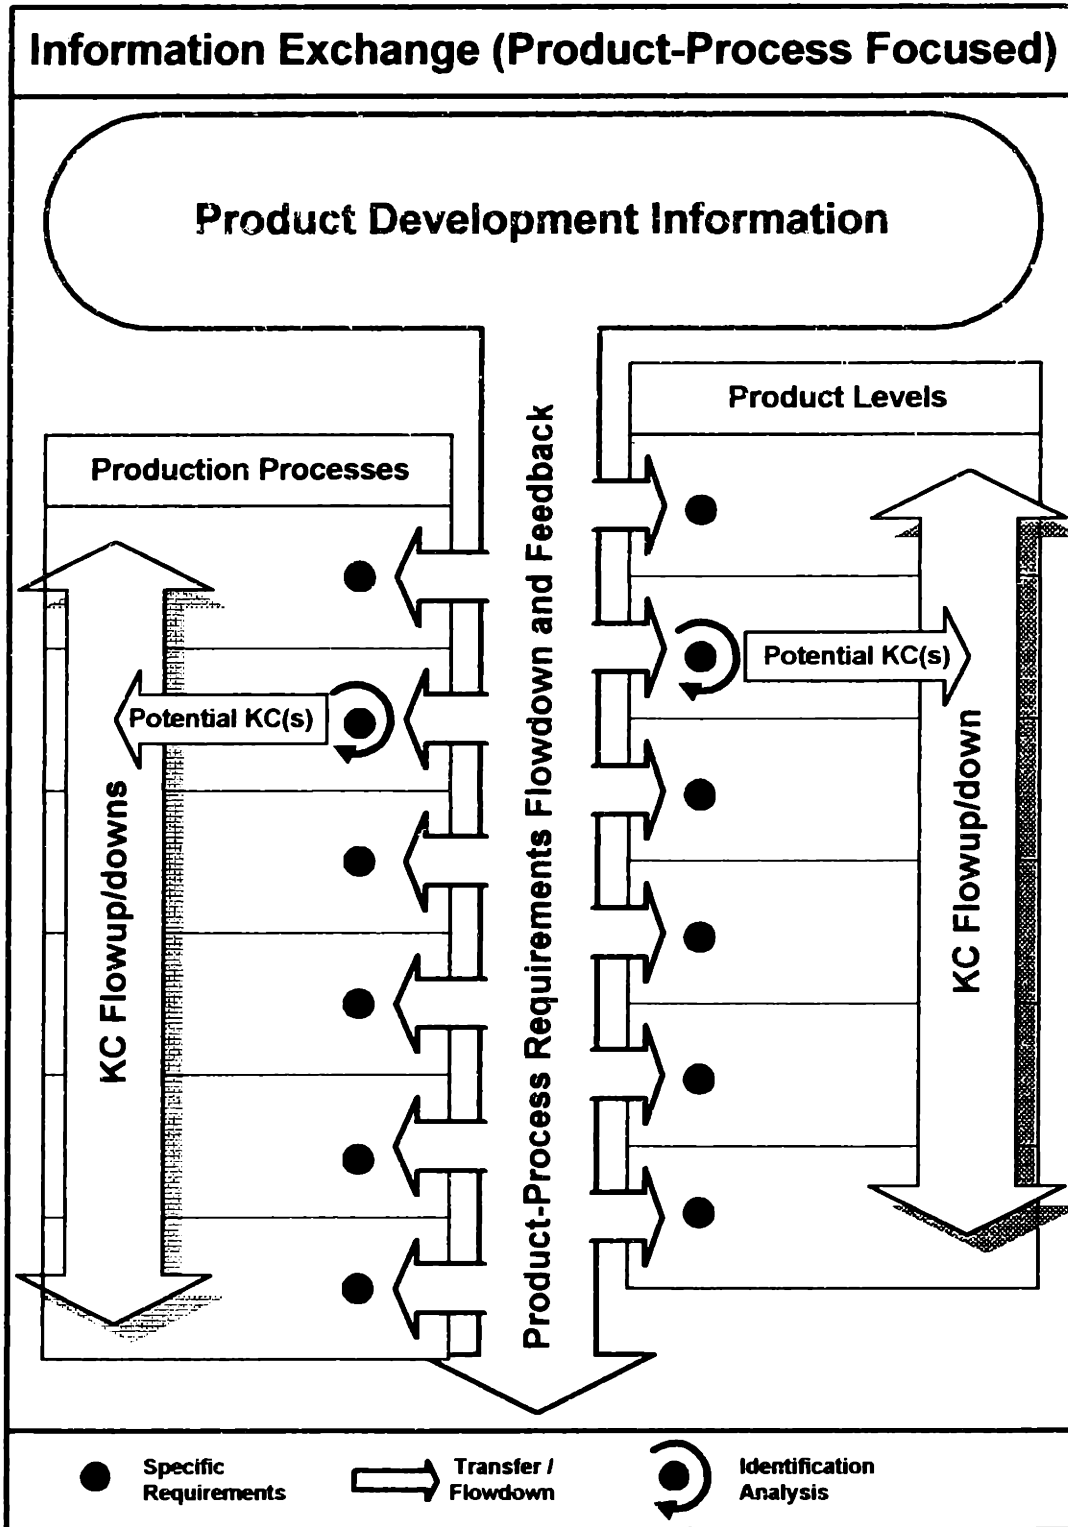 Information Exchange (Product-Process Focused)
Product Development Information
Product Levels
Production Processes
Product-Process Requirements Flowdown and Feedback
Potential KC(s)
Potential KC(s)
KC Flowup/downs
KC Flowup/down
Specific
Requirements
Transfer /
Flowdown
Identification
Analysis